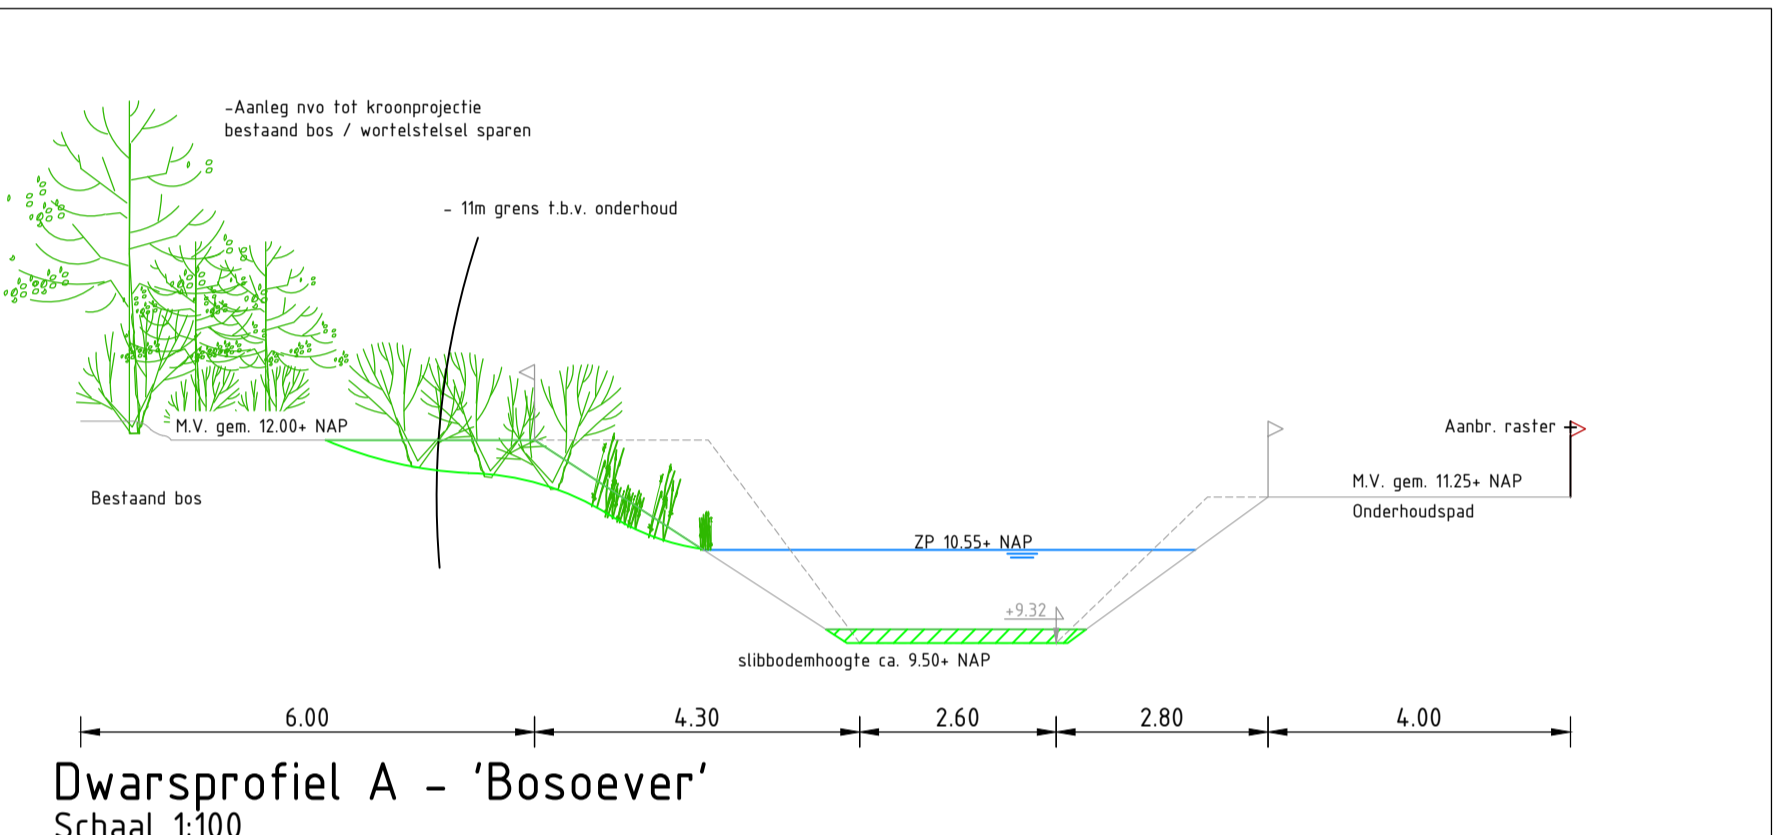 -Aanleg nvo tot kroonprojectie
bestaand bos / wortelstelsel sparen
- 11m grens t.b.v. onderhoud
M.V. gem. 12.00+ NAP
Aanbr. raster
M.V. gem. 11.25+ NAP
Bestaand bos
Onderhoudspad
ZP 10.55+ NAP
+9.32
slibbodemhoogte ca. 9.50+ NAP
6.00 4.30 2.60 2.80 4.00
Dwarsprofiel A - 'Bosoever'
Schaal 1:100